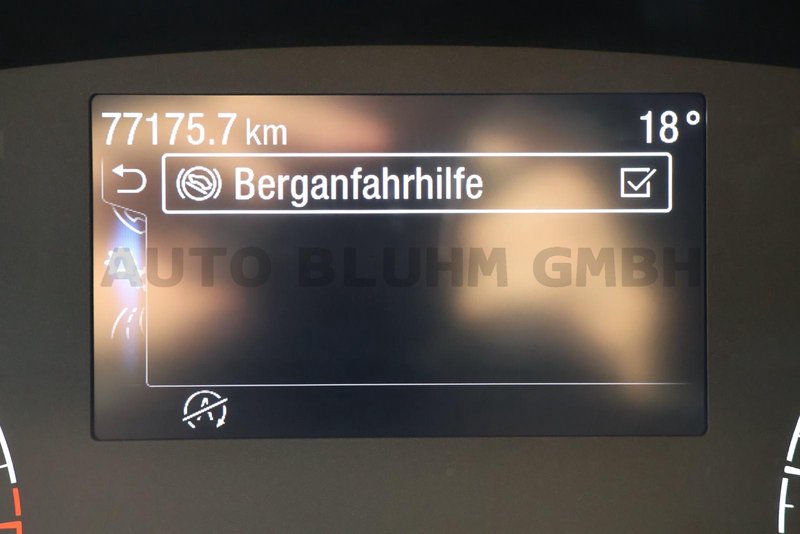 77175.7 km 18°
Berganfahrhilfe
AUTO BLUHM GMBH